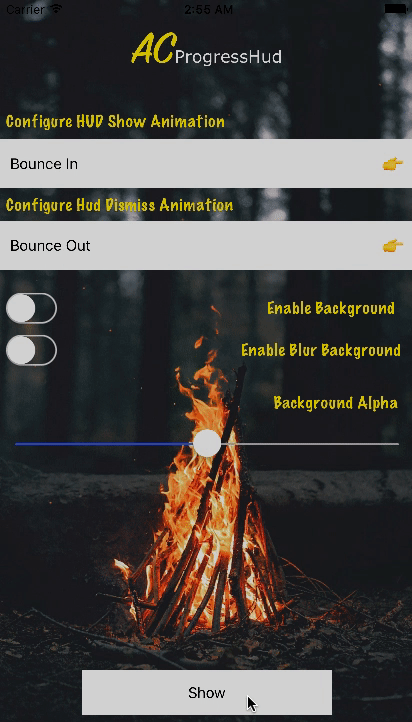 Carrier 2:55 AM
ACProgressHud
Configure HUD Show Animation
Bounce In
Configure Hud Dismiss Animation
Bounce Out
Enable Background
Enable Blur Background
Background Alpha
Show